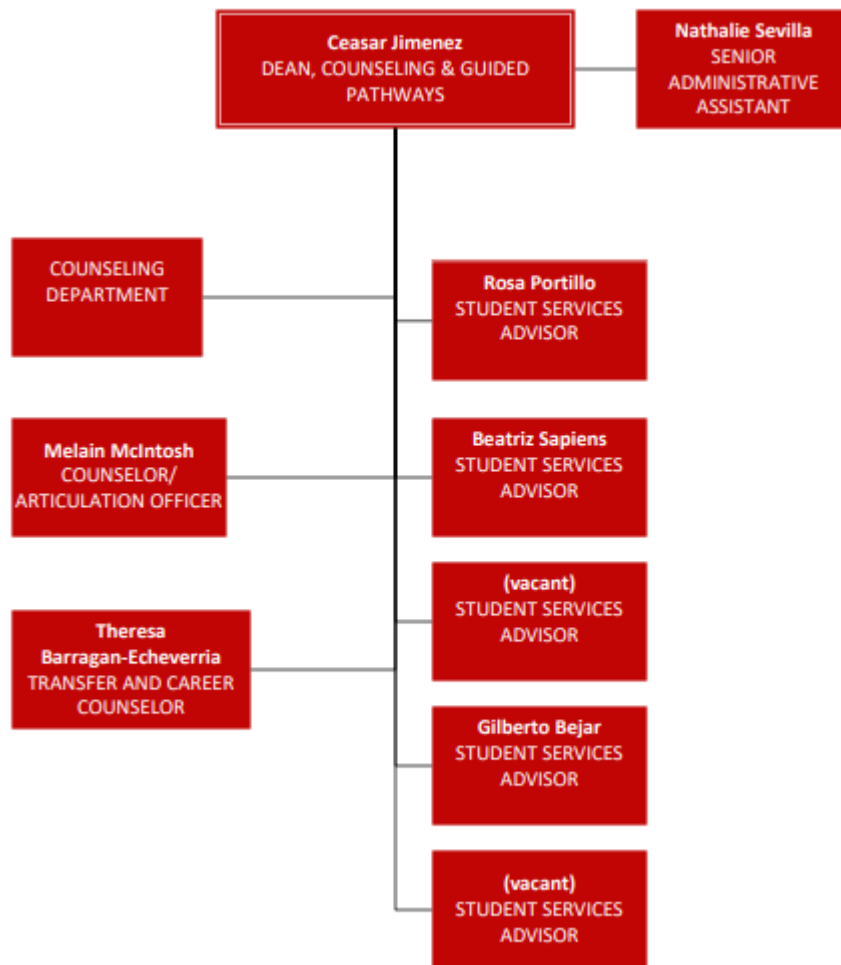 Ceasar Jimenez
DEAN, COUNSELING & GUIDED
PATHWAYS
Nathalie Sevilla
SENIOR
ADMINISTRATIVE
ASSISTANT
COUNSELING
DEPARTMENT
Rosa Portillo
STUDENT SERVICES
ADVISOR
Melain McIntosh
COUNSELOR/
ARTICULATION OFFICER
Beatriz Sapiens
STUDENT SERVICES
ADVISOR
(vacant)
STUDENT SERVICES
ADVISOR
Theresa
Barragan-Echeverria
TRANSFER AND CAREER
COUNSELOR
Gilberto Bejar
STUDENT SERVICES
ADVISOR
(vacant)
STUDENT SERVICES
ADVISOR